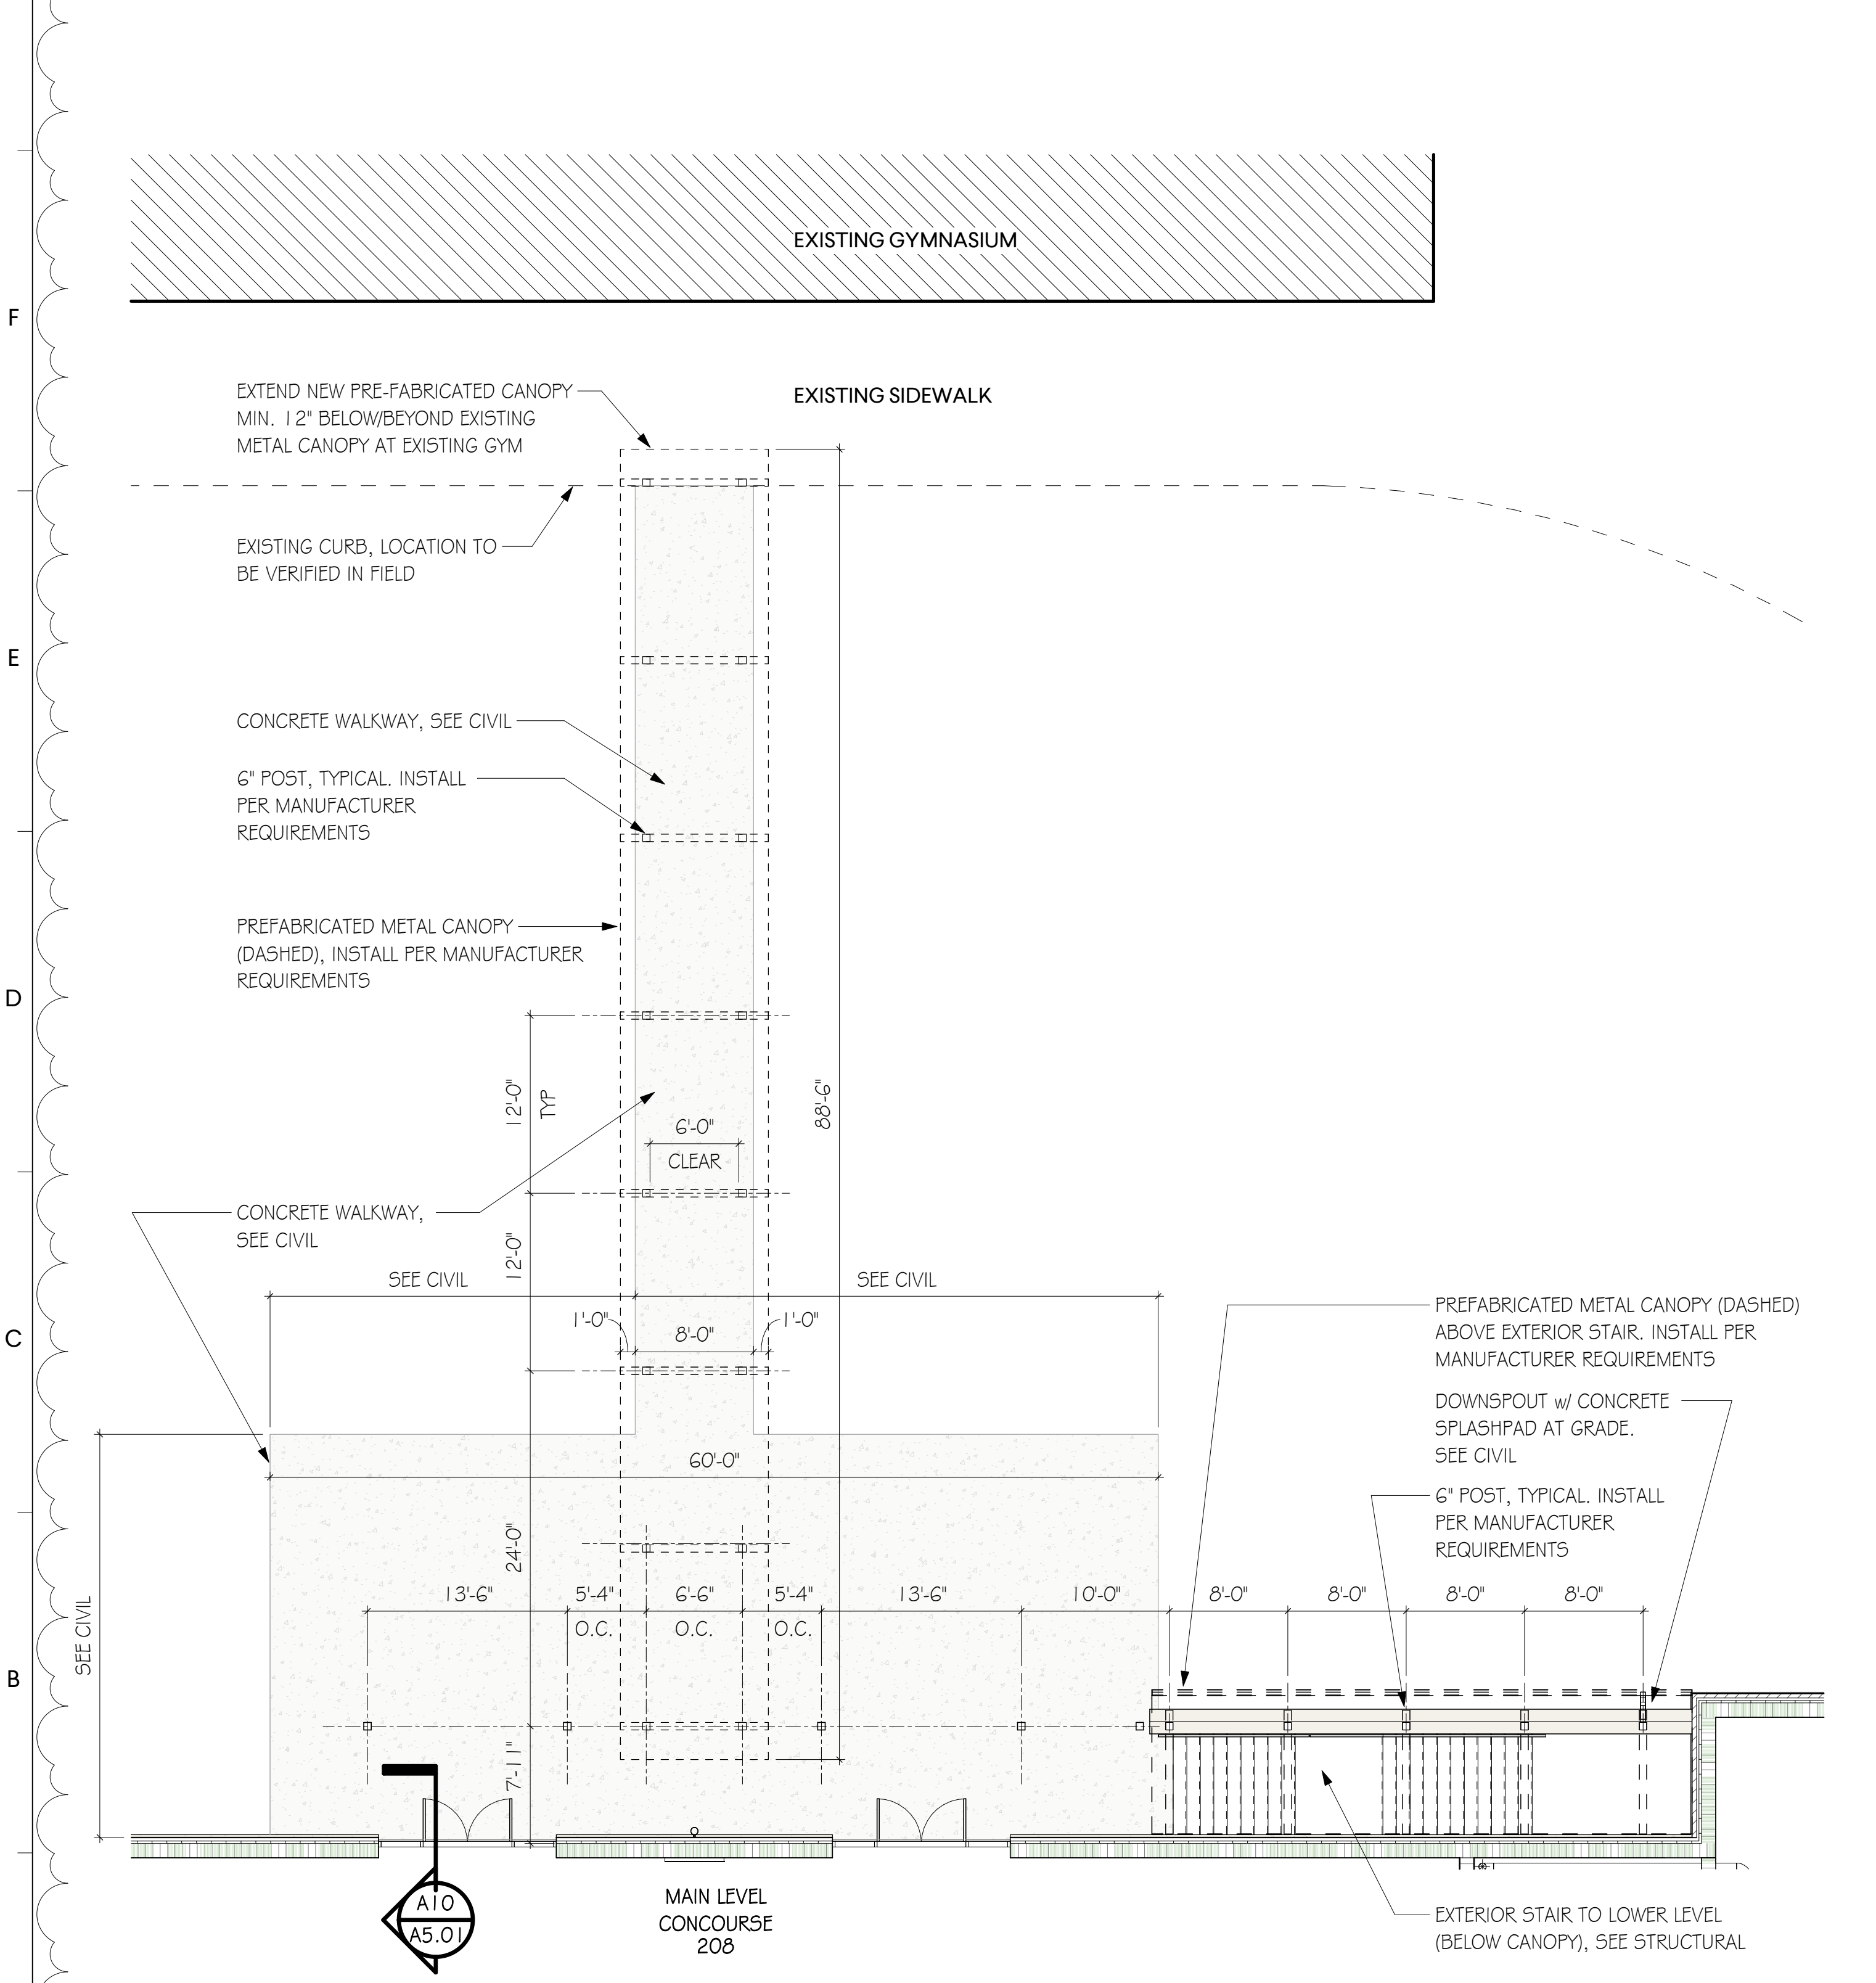 EXISTING GYMNASIUM
F
EXTEND NEW PRE-FABRICATED CANOPY
MIN. 12" BELOW/BEYOND EXISTING
METAL CANOPY AT EXISTING GYM
EXISTING SIDEWALK
EXISTING CURB, LOCATION TO
BE VERIFIED IN FIELD
E
CONCRETE WALKWAY, SEE CIVIL
6" POST, TYPICAL. INSTALL
PER MANUFACTURER
REQUIREMENTS
PREFABRICATED METAL CANOPY
(DASHED), INSTALL PER MANUFACTURER
REQUIREMENTS
D
12'-0"
TYP
88'-6"
6'-0"
CLEAR
CONCRETE WALKWAY,
SEE CIVIL
12'-0"
SEE CIVIL
SEE CIVIL
1'-0"
8'-0"
1'-0"
C
PREFABRICATED METAL CANOPY (DASHED)
ABOVE EXTERIOR STAIR. INSTALL PER
MANUFACTURER REQUIREMENTS
DOWNSPOUT w/ CONCRETE
SPLASHPAD AT GRADE.
SEE CIVIL
60'-0"
6" POST, TYPICAL. INSTALL
PER MANUFACTURER
REQUIREMENTS
24'-0"
SEE CIVIL
13'-6"
5'-4"
O.C.
6'-6"
O.C.
5'-4"
O.C.
13'-6"
10'-0"
8'-0"
8'-0"
8'-0"
8'-0"
B
7'-11"
A10
A5.01
MAIN LEVEL
CONCOURSE
208
EXTERIOR STAIR TO LOWER LEVEL
(BELOW CANOPY), SEE STRUCTURAL